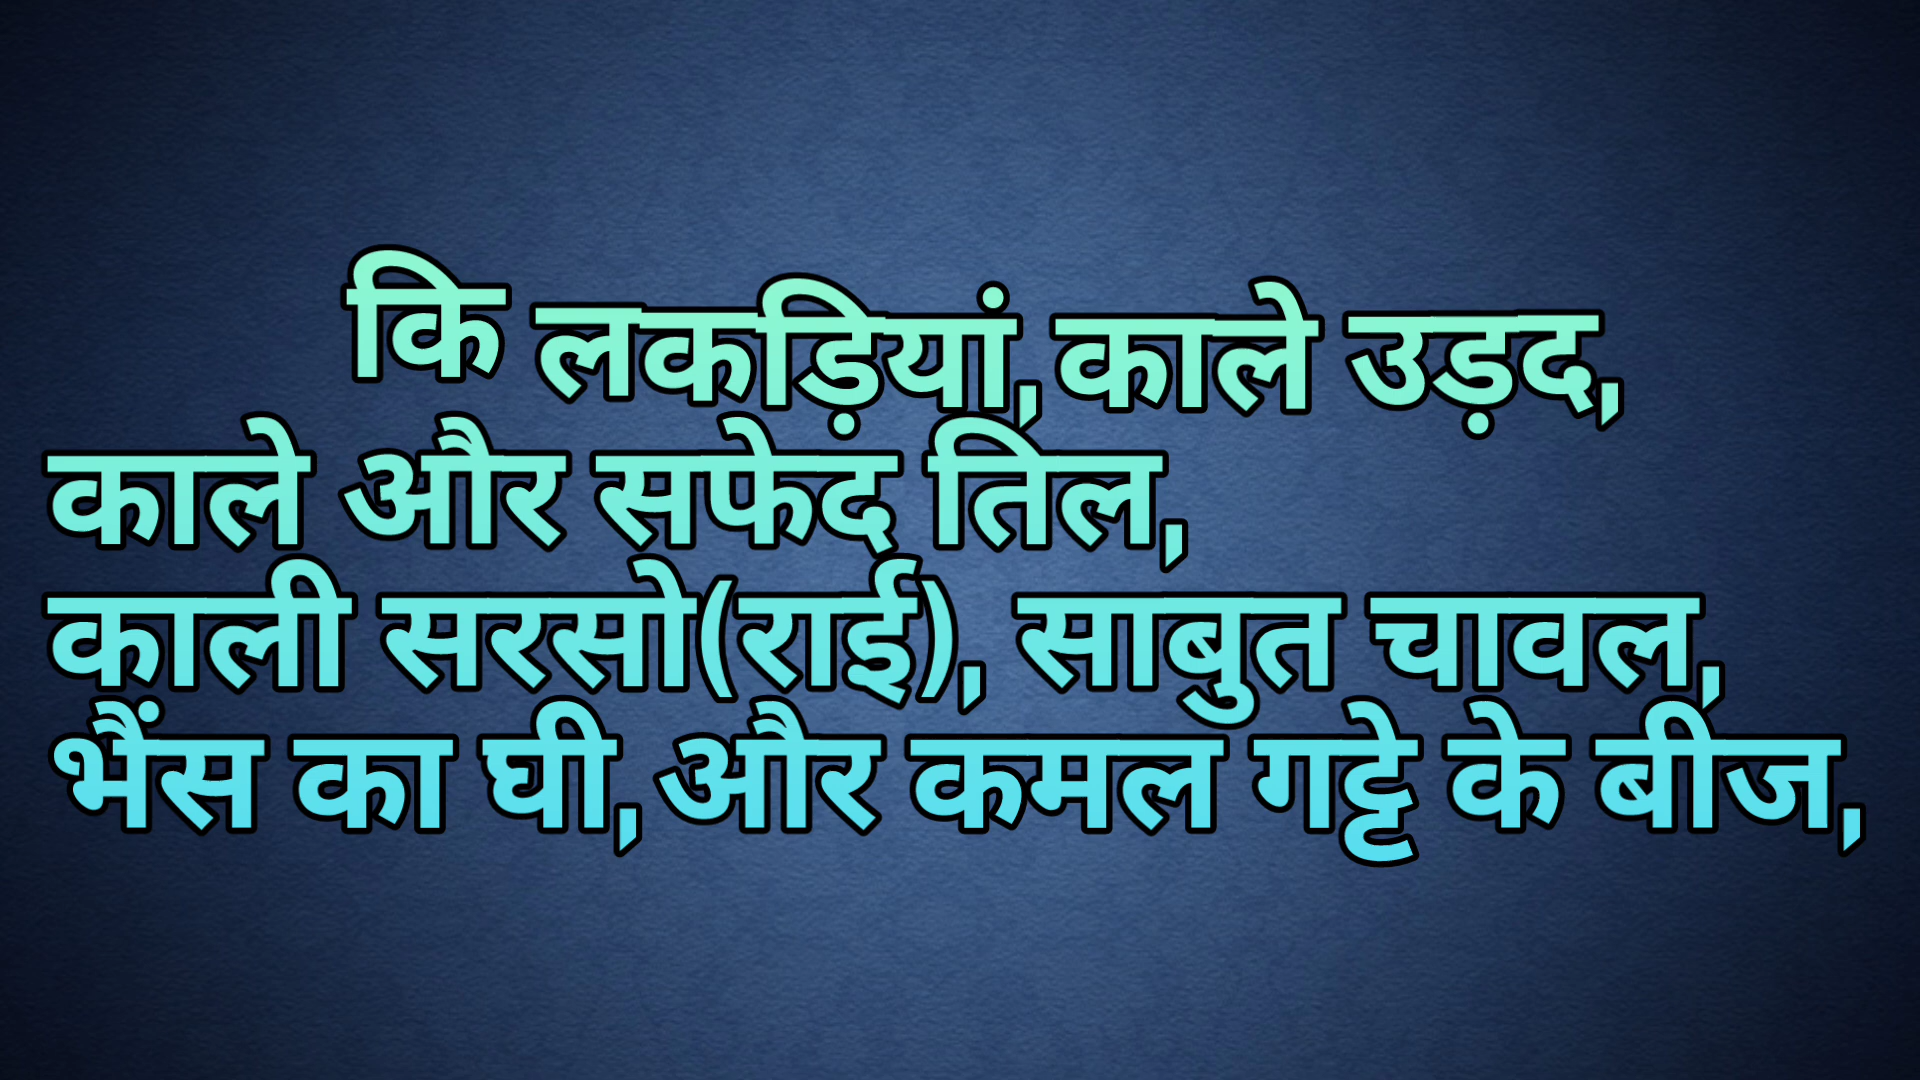 कि लकड़ियां,काले उड़द,
काले और सफेद तिल,
काली सरसो(राई), साबुत चावल,
भैंस का घी,और कमल गट्टे के बीज,